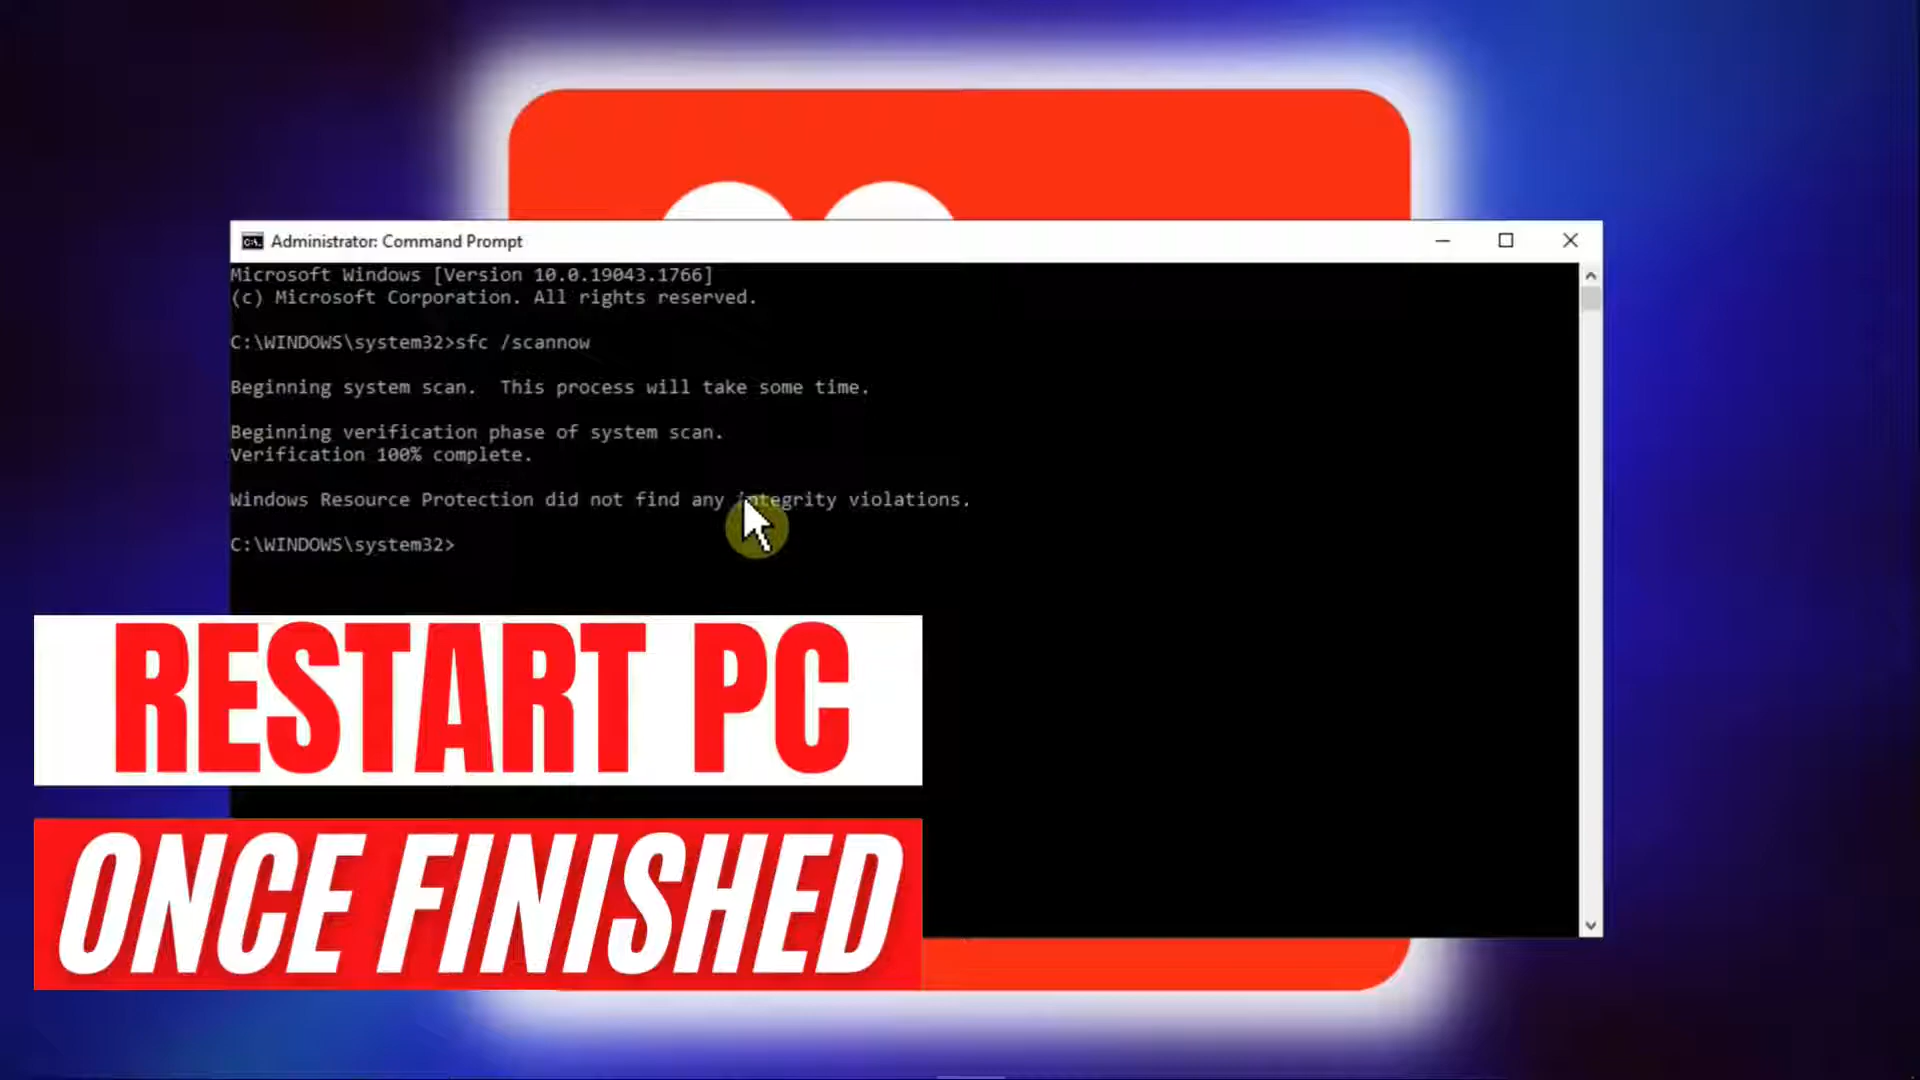 Administrator: Command Prompt
Microsoft Windows [Version 10.0.19043.1766]
(c) Microsoft Corporation. All rights reserved.
C:\WINDOWS\system32>sfc /scannow
Beginning system scan.  This process will take some time.
Beginning verification phase of system scan.
Verification 100% complete.
Windows Resource Protection did not find any integrity violations.
C:\WINDOWS\system32>
RESTART PC
ONCE FINISHED